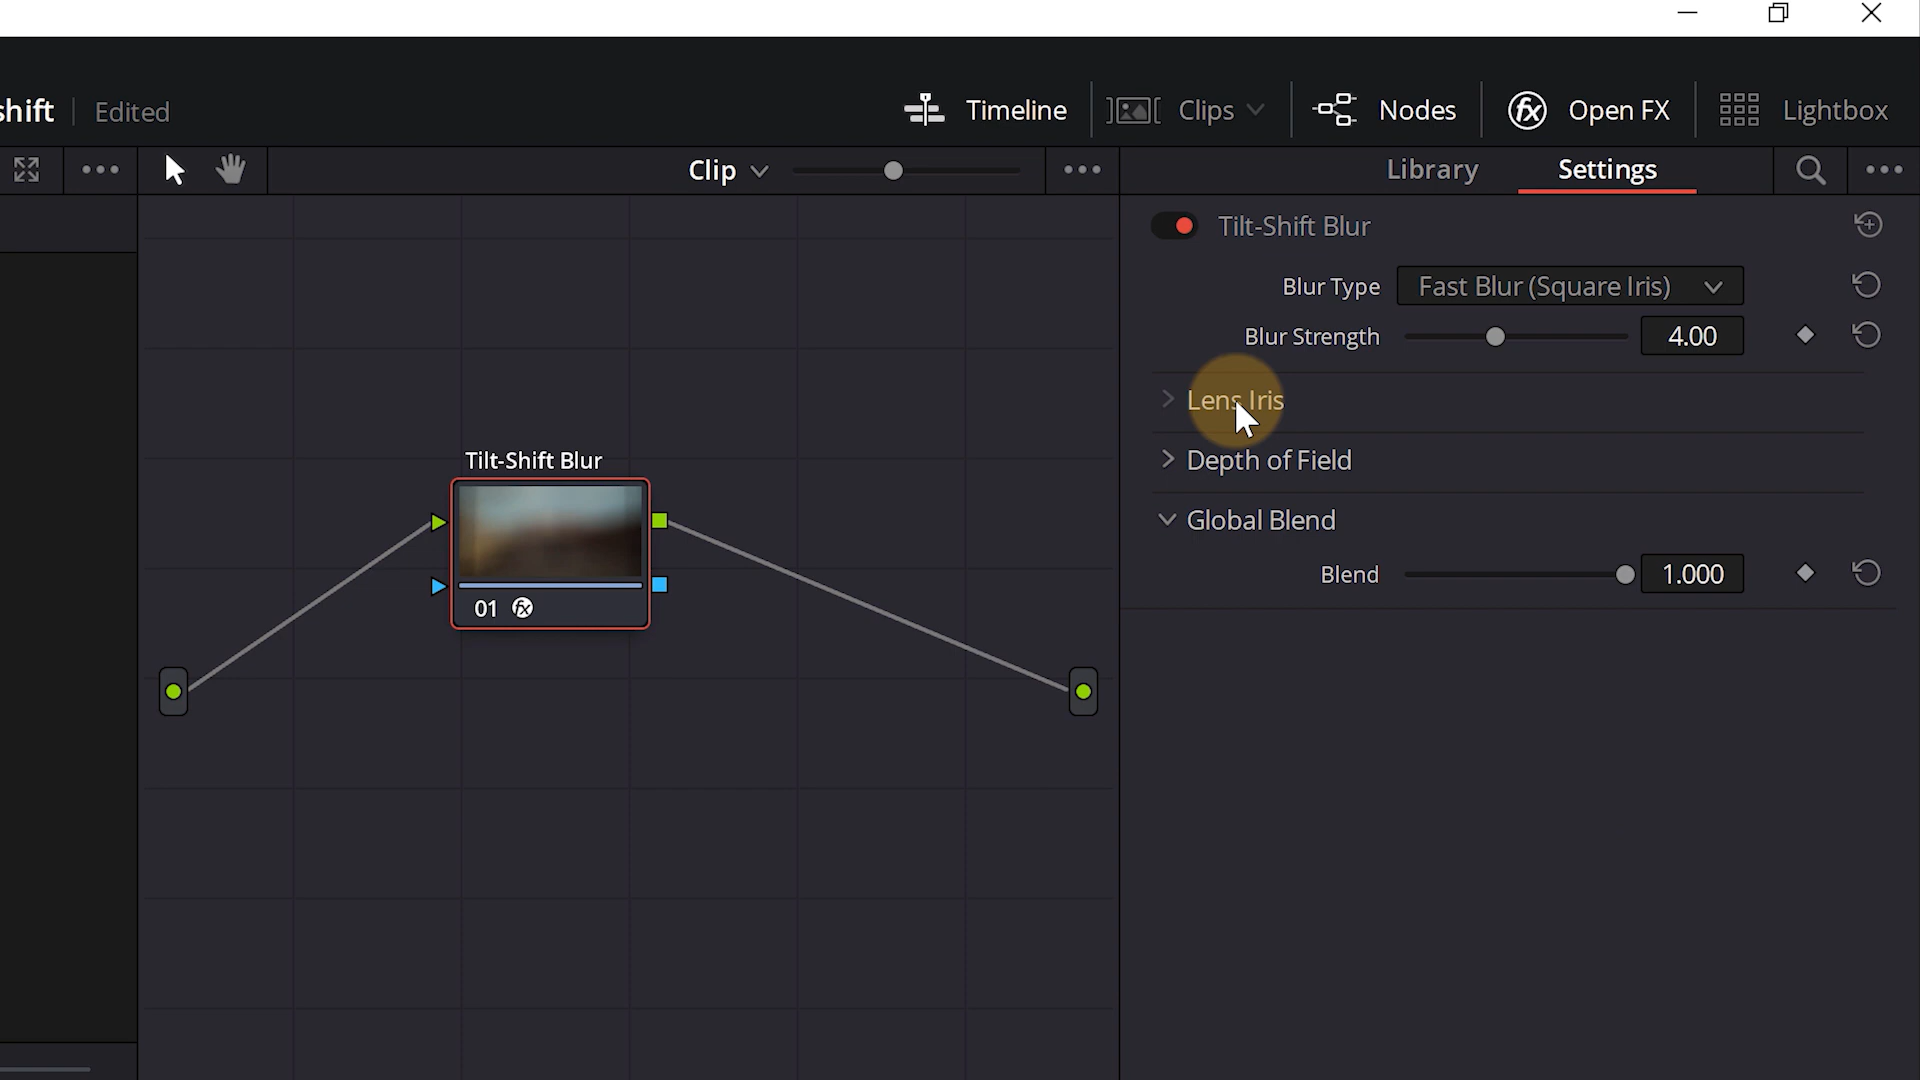 shift Edited Timeline Clips Nodes Open FX Lightbox
Clip Library Settings
Tilt-Shift Blur
Blur Type Fast Blur (Square Iris)
Blur Strength 4.00
Lens Iris
Depth of Field
Global Blend
Blend 1.000
Tilt-Shift Blur
01 fx